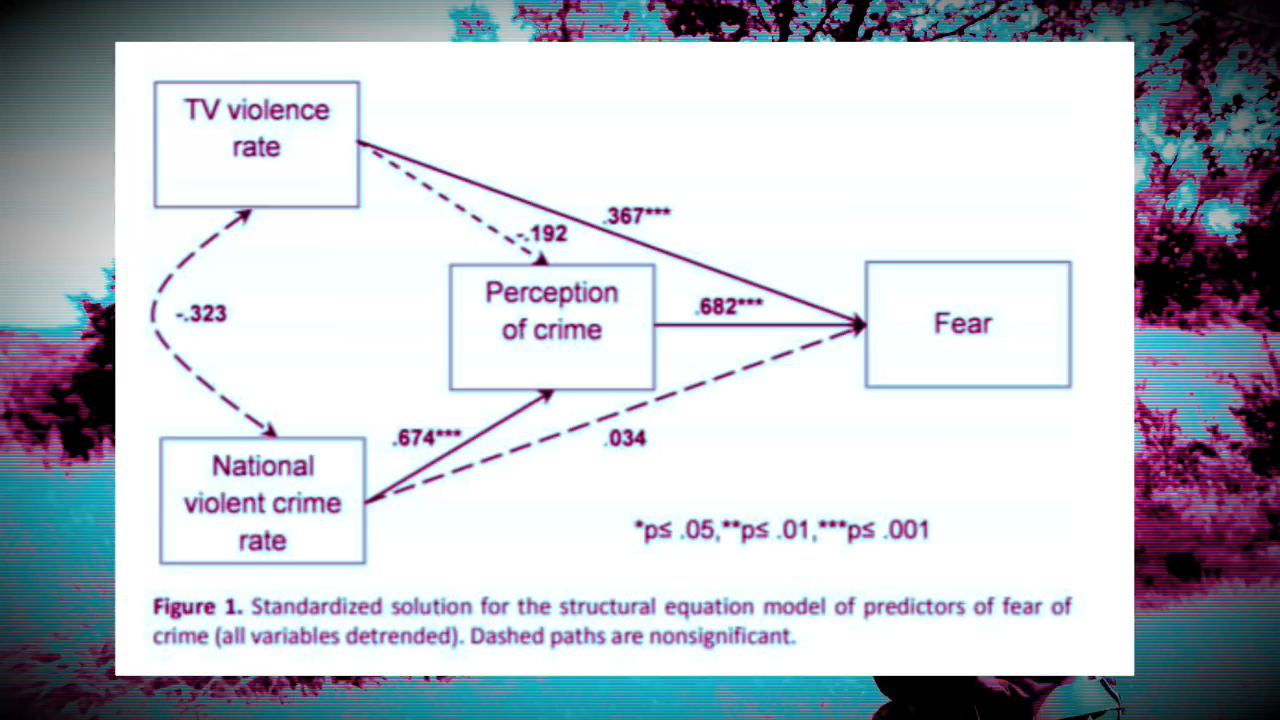 TV violence
rate
.367***
-.192
Perception
of crime
.682***
Fear
-.323
.674***
.034
National
violent crime
rate
*p≤ .05,**p≤ .01,***p≤ .001
Figure 1. Standardized solution for the structural equation model of predictors of fear of
crime (all variables detrended). Dashed paths are nonsignificant.